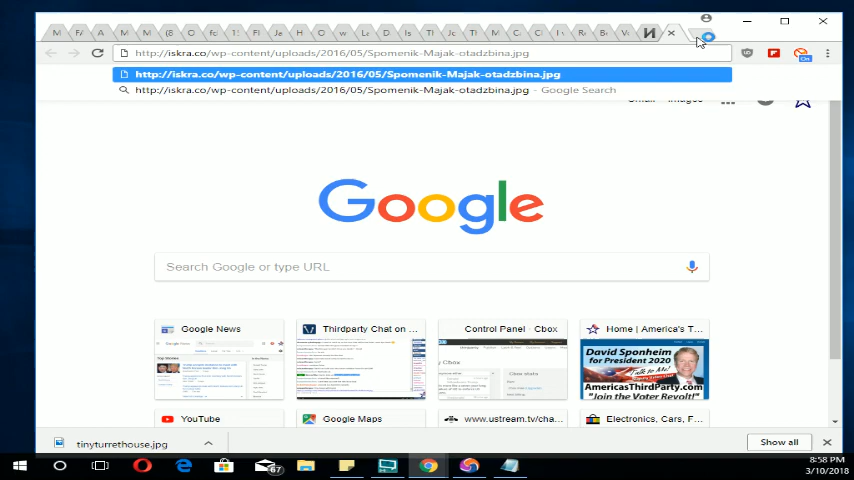 http://iskra.co/wp-content/uploads/2016/05/Spomenik-Majak-otadzbina.jpg
http://iskra.co/wp-content/uploads/2016/05/Spomenik-Majak-otadzbina.jpg
http://iskra.co/wp-content/uploads/2016/05/Spomenik-Majak-otadzbina.jpg - Google Search
On
Google
Search Google or type URL
Google News
Thirdparty Chat on ...
Control Panel · Cbox
Home | America's T...
David Sponheim
for President 2020
Talk to Me!
AmericasThirdParty.com
"Join the Voter Revolt!"
YouTube
Google Maps
www.ustream.tv/cha...
Electronics, Cars, F...
tinyturrethouse.jpg
Show all
67
8:58 PM
3/10/2018